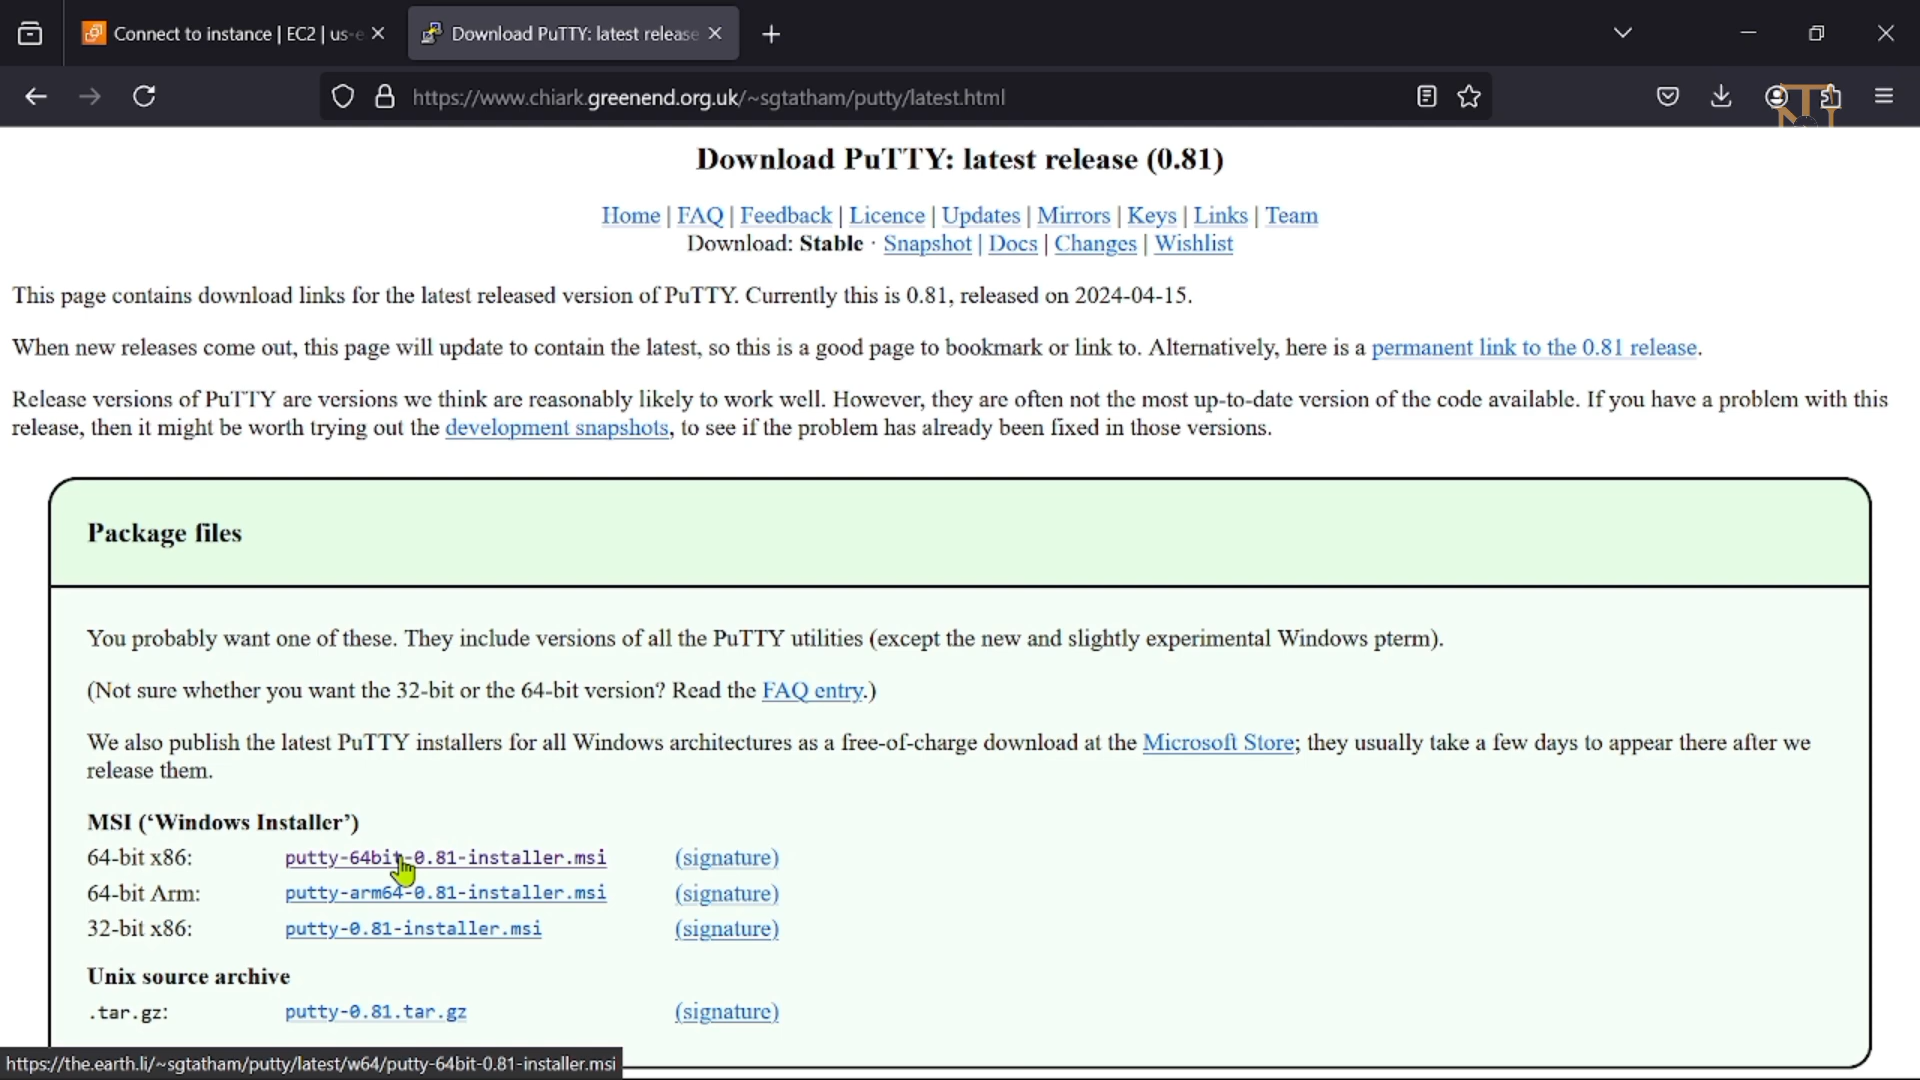 Connect to instance | EC2 | us-e
Download PuTTY: latest release
https://www.chiark.greenend.org.uk/~sgtatham/putty/latest.html
Download PuTTY: latest release (0.81)
Home | FAQ | Feedback | Licence | Updates | Mirrors | Keys | Links | Team
Download: Stable · Snapshot | Docs | Changes | Wishlist
This page contains download links for the latest released version of PuTTY. Currently this is 0.81, released on 2024-04-15.
When new releases come out, this page will update to contain the latest, so this is a good page to bookmark or link to. Alternatively, here is a permanent link to the 0.81 release.
Release versions of PuTTY are versions we think are reasonably likely to work well. However, they are often not the most up-to-date version of the code available. If you have a problem with this
release, then it might be worth trying out the development snapshots, to see if the problem has already been fixed in those versions.
Package files
You probably want one of these. They include versions of all the PuTTY utilities (except the new and slightly experimental Windows pterm).
(Not sure whether you want the 32-bit or the 64-bit version? Read the FAQ entry.)
We also publish the latest PuTTY installers for all Windows architectures as a free-of-charge download at the Microsoft Store; they usually take a few days to appear there after we
release them.
MSI (‘Windows Installer’)
64-bit x86: putty-64bit-0.81-installer.msi (signature)
64-bit Arm: putty-arm64-0.81-installer.msi (signature)
32-bit x86: putty-0.81-installer.msi (signature)
Unix source archive
.tar.gz: putty-0.81.tar.gz (signature)
https://the.earth.li/~sgtatham/putty/latest/w64/putty-64bit-0.81-installer.msi